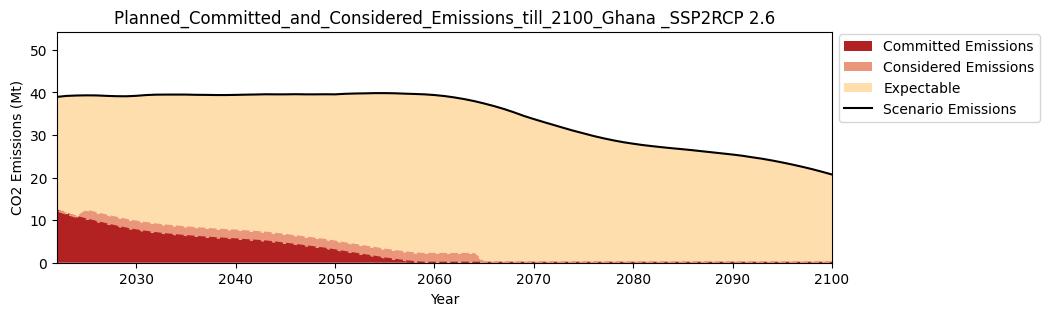 Planned_Committed_and_Considered_Emissions_till_2100_Ghana _SSP2RCP 2.6
CO2 Emissions (Mt)
50
40
30
20
10
0
2030 2040 2050 2060 2070 2080 2090 2100
Year
Committed Emissions
Considered Emissions
Expectable
Scenario Emissions